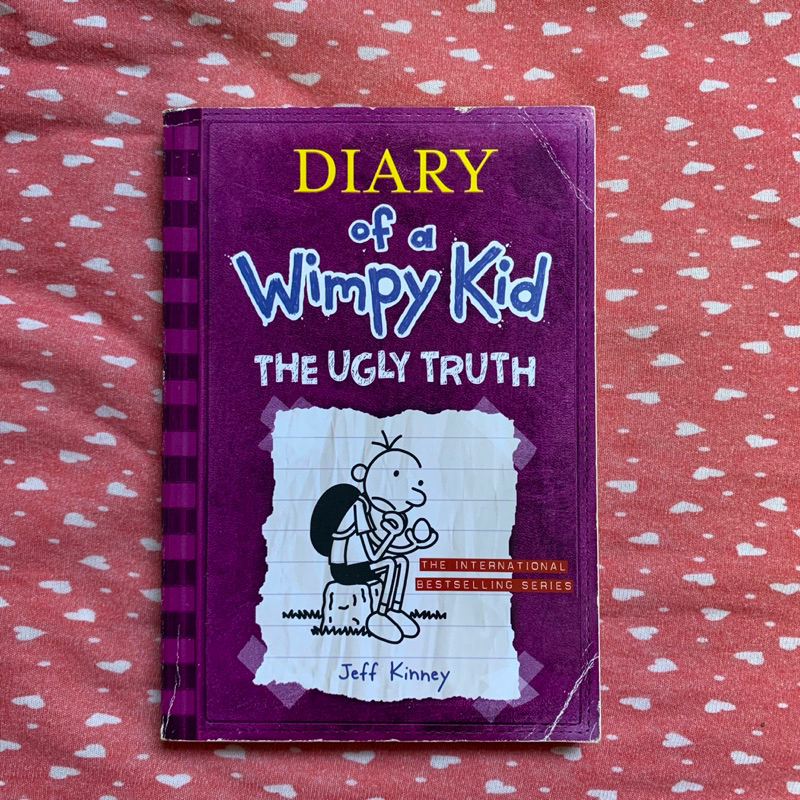 DIARY
of a
Wimpy Kid
THE UGLY TRUTH
THE INTERNATIONAL
BESTSELLING SERIES
Jeff Kinney